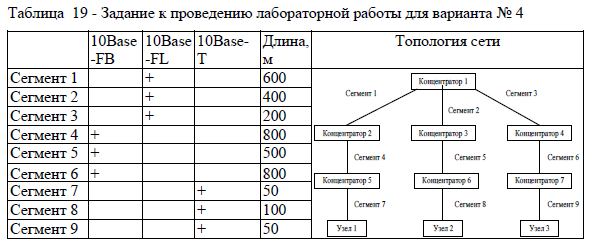 Таблица 19 - Задание к проведению лабораторной работы для варианта № 4
10Base-FB 10Base-FL 10Base-T Длина, м Топология сети
Сегмент 1 + 600
Сегмент 2 + 400
Сегмент 3 + 200
Сегмент 4 + 800
Сегмент 5 + 500
Сегмент 6 + 800
Сегмент 7 + 50
Сегмент 8 + 100
Сегмент 9 + 50
Концентратор 1
Сегмент 1 Сегмент 2 Сегмент 3
Концентратор 2 Концентратор 3 Концентратор 4
Сегмент 4 Сегмент 5 Сегмент 6
Концентратор 5 Концентратор 6 Концентратор 7
Сегмент 7 Сегмент 8 Сегмент 9
Узел 1 Узел 2 Узел 3